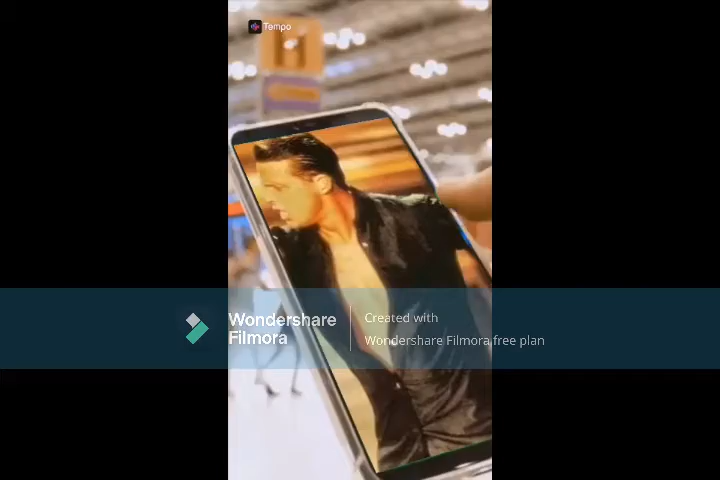 Tempo
H
Wondershare
Filmora
Created with
Wondershare Filmora free plan